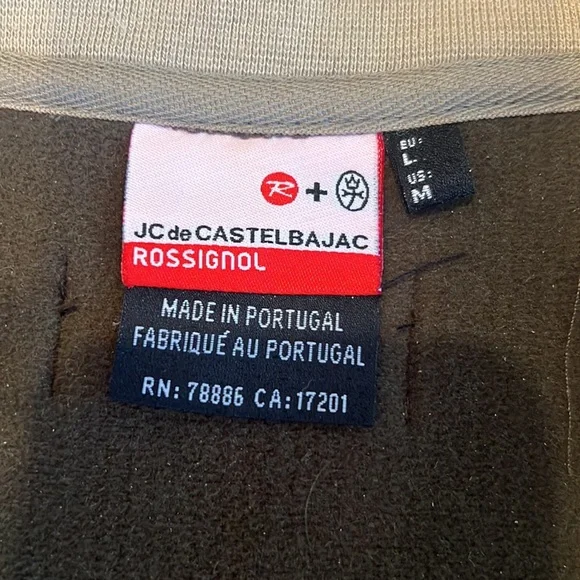 R +
JC de CASTELBAJAC
ROSSIGNOL
MADE IN PORTUGAL
FABRIQUÉ AU PORTUGAL
RN: 78886 CA: 17201
EU:
L
US:
M